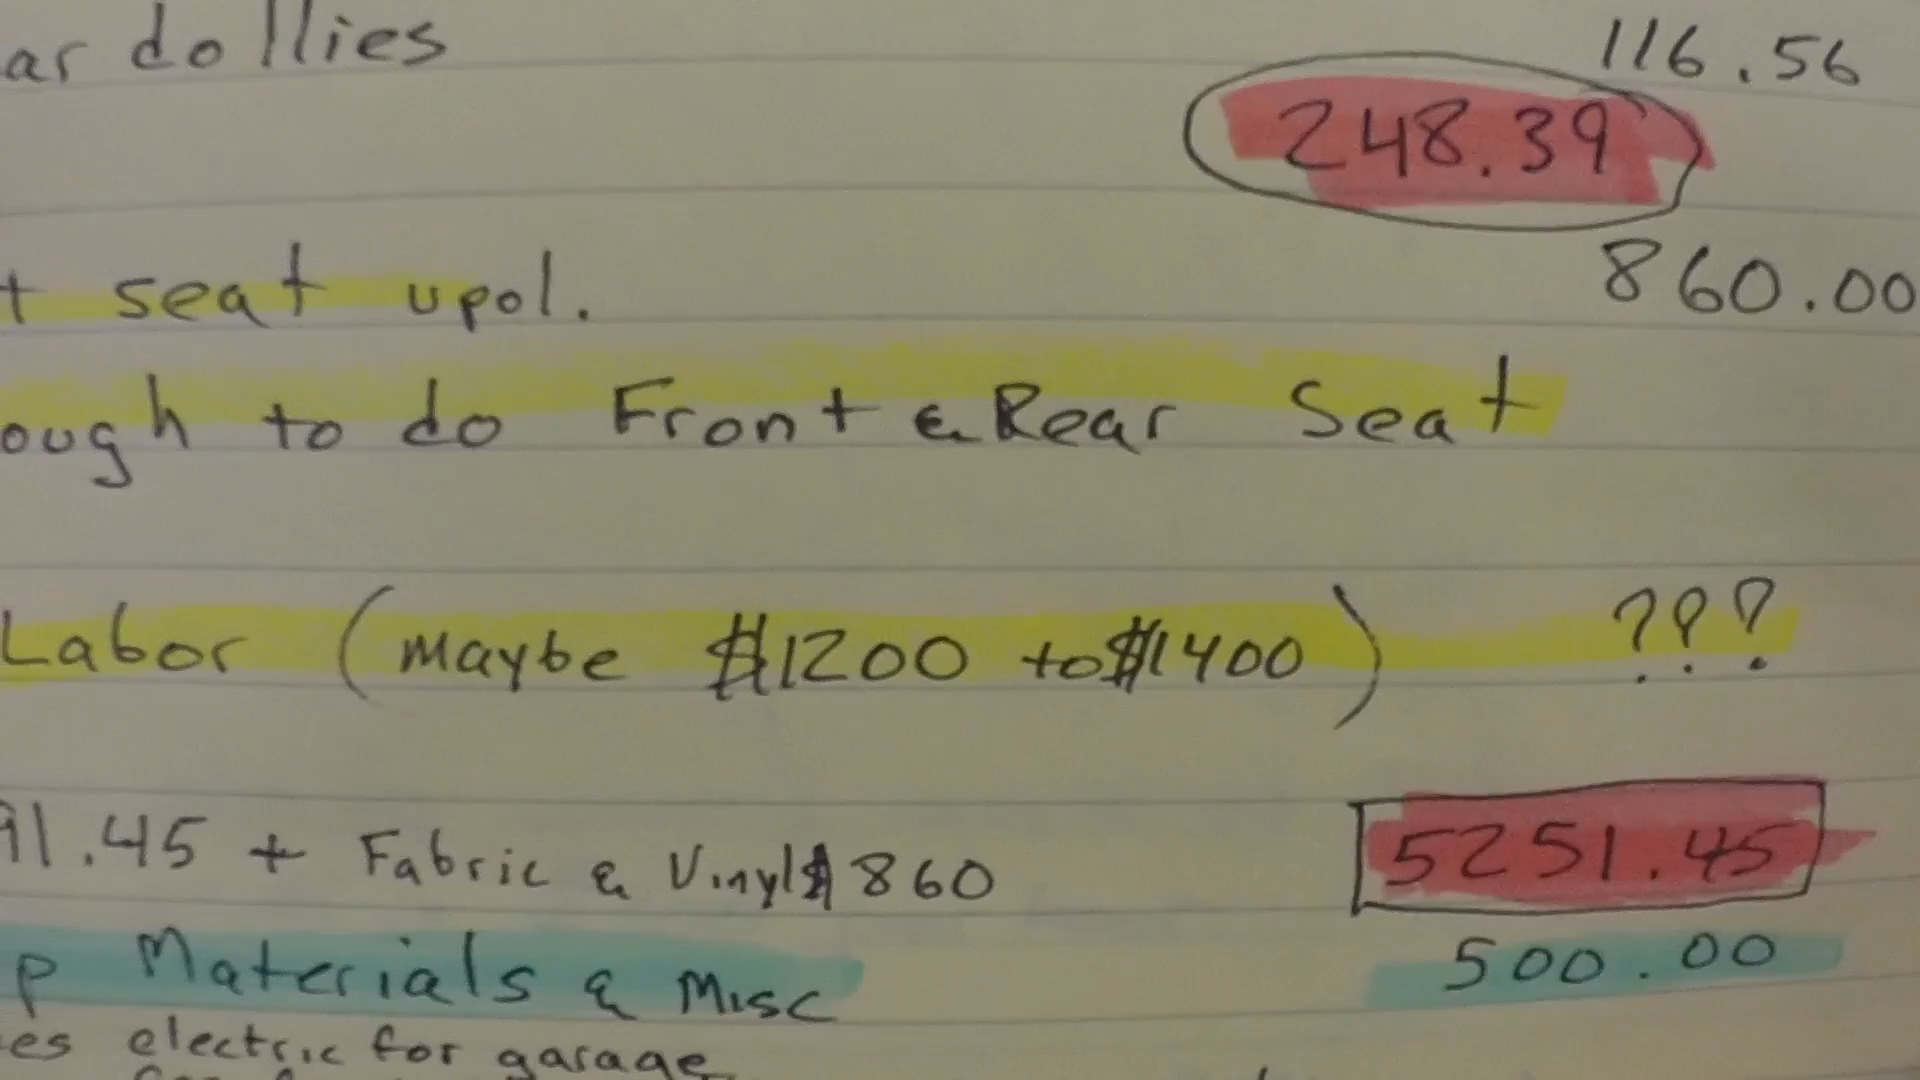 ar dollies 116.56
248.39
t seat upol. 860.00
ough to do Front & Rear Seat
Labor (maybe $1200 to $1400) ???
91.45 + Fabric & Vinyl $860 5251.45
p Materials & Misc 500.00
es electric for garage